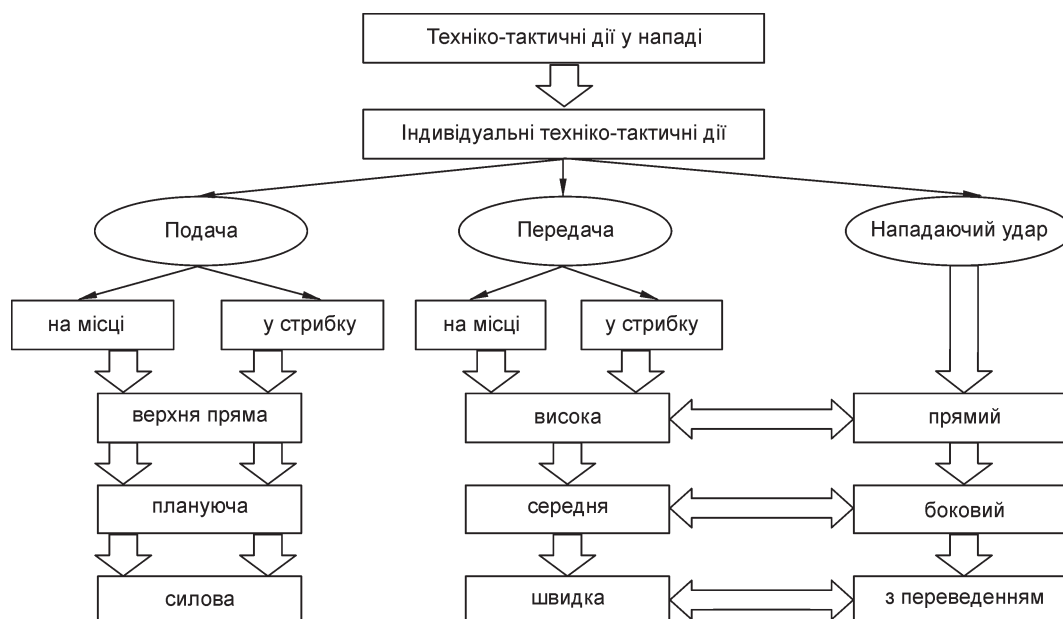 Техніко-тактичні дії у нападі
Індивідуальні техніко-тактичні дії
Подача
Передача
Нападаючий удар
на місці
у стрибку
на місці
у стрибку
верхня пряма
висока
прямий
плануюча
середня
боковий
силова
швидка
з переведенням